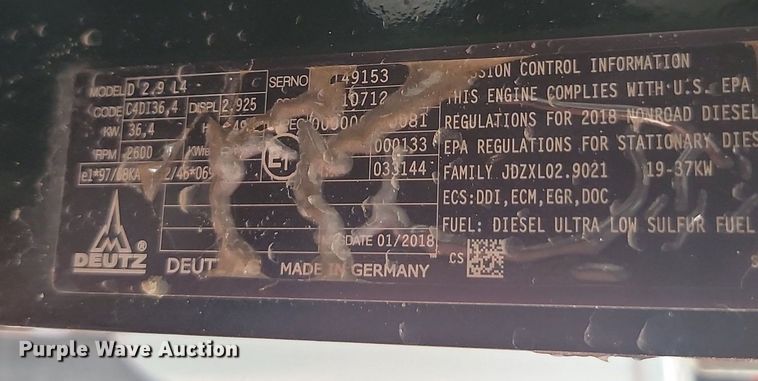 MODEL D 2,9 L4 SERNO 149153
CODE C4DI36,4 DISPL 2.925 10712
KW 36,4 0081
RPM 2600 000133
033144
DATE 01/2018
DEUTZ ® DEUTZ MADE IN GERMANY
EMISSION CONTROL INFORMATION
THIS ENGINE COMPLIES WITH U.S. EPA
REGULATIONS FOR 2018 NONROAD DIESEL
EPA REGULATIONS FOR STATIONARY DIES
FAMILY JDZXL02.9021 19-37KW
ECS:DDI,ECM,EGR,DOC
FUEL: DIESEL ULTRA LOW SULFUR FUEL
CS
Purple Wave Auction